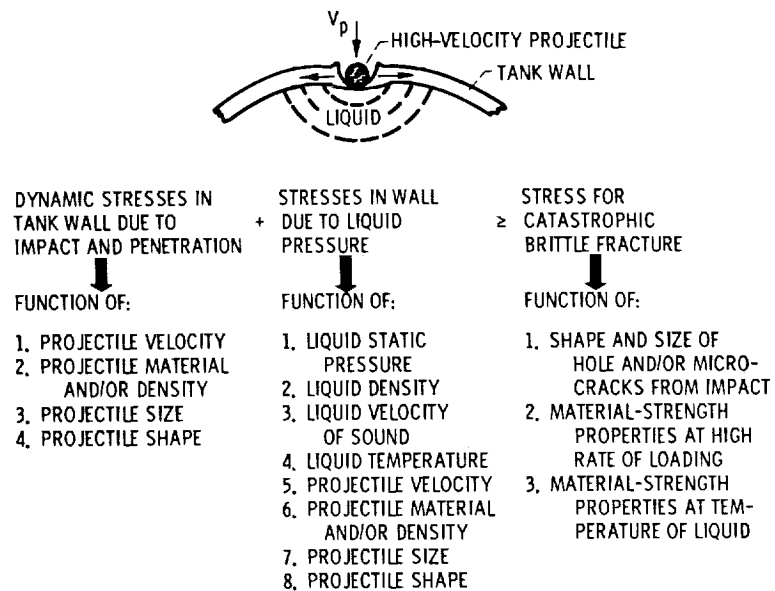 Vp
HIGH-VELOCITY PROJECTILE
TANK WALL
LIQUID
DYNAMIC STRESSES IN
TANK WALL DUE TO
IMPACT AND PENETRATION
+
STRESSES IN WALL
DUE TO LIQUID
PRESSURE
≥
STRESS FOR
CATASTROPHIC
BRITTLE FRACTURE
FUNCTION OF:
1. PROJECTILE VELOCITY
2. PROJECTILE MATERIAL
AND/OR DENSITY
3. PROJECTILE SIZE
4. PROJECTILE SHAPE
FUNCTION OF:
1. LIQUID STATIC
PRESSURE
2. LIQUID DENSITY
3. LIQUID VELOCITY
OF SOUND
4. LIQUID TEMPERATURE
5. PROJECTILE VELOCITY
6. PROJECTILE MATERIAL
AND/OR DENSITY
7. PROJECTILE SIZE
8. PROJECTILE SHAPE
FUNCTION OF:
1. SHAPE AND SIZE OF
HOLE AND/OR MICRO-
CRACKS FROM IMPACT
2. MATERIAL-STRENGTH
PROPERTIES AT HIGH
RATE OF LOADING
3. MATERIAL-STRENGTH
PROPERTIES AT TEM-
PERATURE OF LIQUID